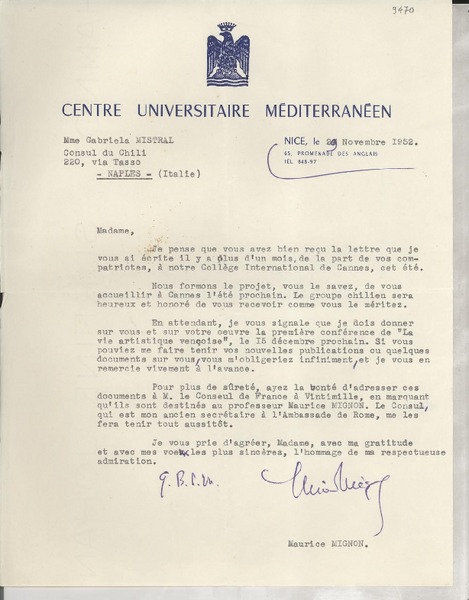 9470
CENTRE UNIVERSITAIRE MÉDITERRANÉEN
Mme Gabriela MISTRAL
Consul du Chili
220, via Tasso
- NAPLES - (Italie)
NICE, le 29 Novembre 1952.
65, PROMENADE DES ANGLAIS
TÉL 848-97
Madame,
Je pense que vous avez bien reçu la lettre que je
vous ai écrite il y a plus d'un mois, de la part de vos com-
patriotes, à notre Collège International de Cannes, cet été.
Nous formons le projet, vous le savez, de vous
accueillir à Cannes l'été prochain. Le groupe chilien sera
heureux et honoré de vous recevoir comme vous le méritez.
En attendant, je vous signale que je dois donner
sur vous et sur votre oeuvre la première conférence de "La
vie artistique vençoise", le 15 décembre prochain. Si vous
pouviez me faire tenir vos nouvelles publications ou quelques
documents sur vous, vous m'obligeriez infiniment, et je vous en
remercie vivement à l'avance.
Pour plus de sûreté, ayez la bonté d'adresser ces
documents à M. le Conseul de France à Vintimille, en marquant
qu'ils sont destinés au professeur Maurice MIGNON. Le Consul,
qui est mon ancien secrétaire à l'Ambassade de Rome, me les
fera tenir tout aussitôt.
Je vous prie d'agréer, Madame, avec ma gratitude
et avec mes voeux les plus sincères, l'hommage de ma respectueuse
admiration.
Maurice MIGNON.